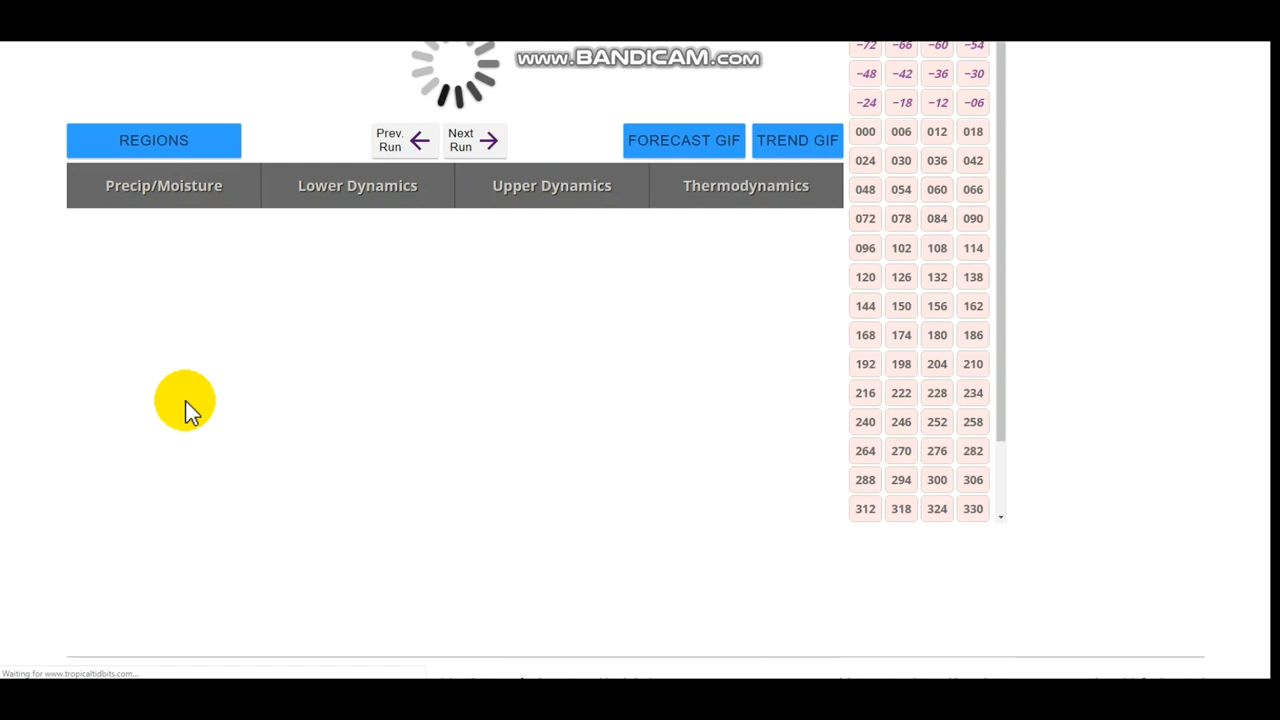 −72 −66 −60 −54
www.BANDICAM.com
−48 −42 −36 −30
−24 −18 −12 −06
REGIONS
Prev. Run
Next Run
FORECAST GIF
TREND GIF
000 006 012 018
024 030 036 042
Precip/Moisture
Lower Dynamics
Upper Dynamics
Thermodynamics
048 054 060 066
072 078 084 090
096 102 108 114
120 126 132 138
144 150 156 162
168 174 180 186
192 198 204 210
216 222 228 234
240 246 252 258
264 270 276 282
288 294 300 306
312 318 324 330
Waiting for www.tropicaltidbits.com...